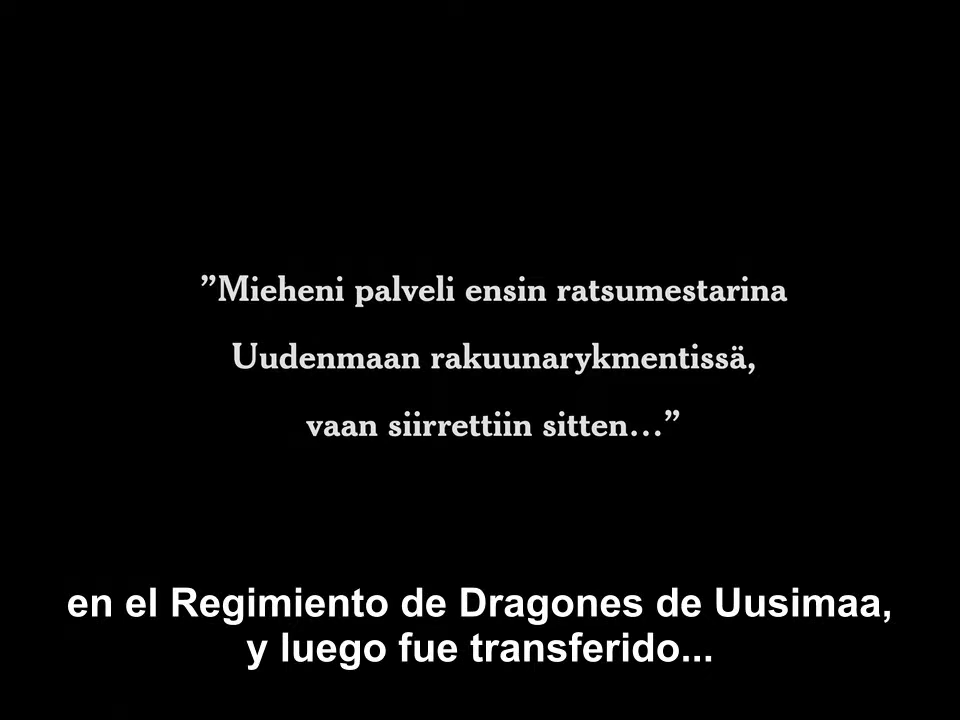 ”Mieheni palveli ensin ratsumestarina
Uudenmaan rakuunarykmentissä,
vaan siirrettiin sitten...”
en el Regimiento de Dragones de Uusimaa,
y luego fue transferido...